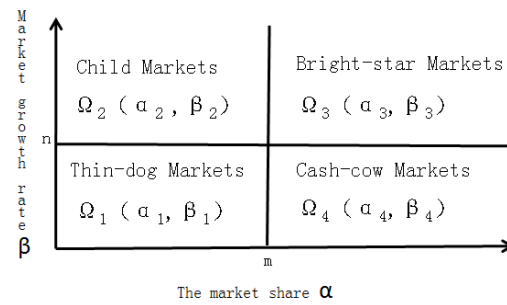 Market growth rate β
Child Markets
Ω₂ ( α₂, β₂)
Bright-star Markets
Ω₃ ( α₃, β₃)
n
Thin-dog Markets
Ω₁ ( α₁, β₁)
Cash-cow Markets
Ω₄ ( α₄, β₄)
m
The market share α